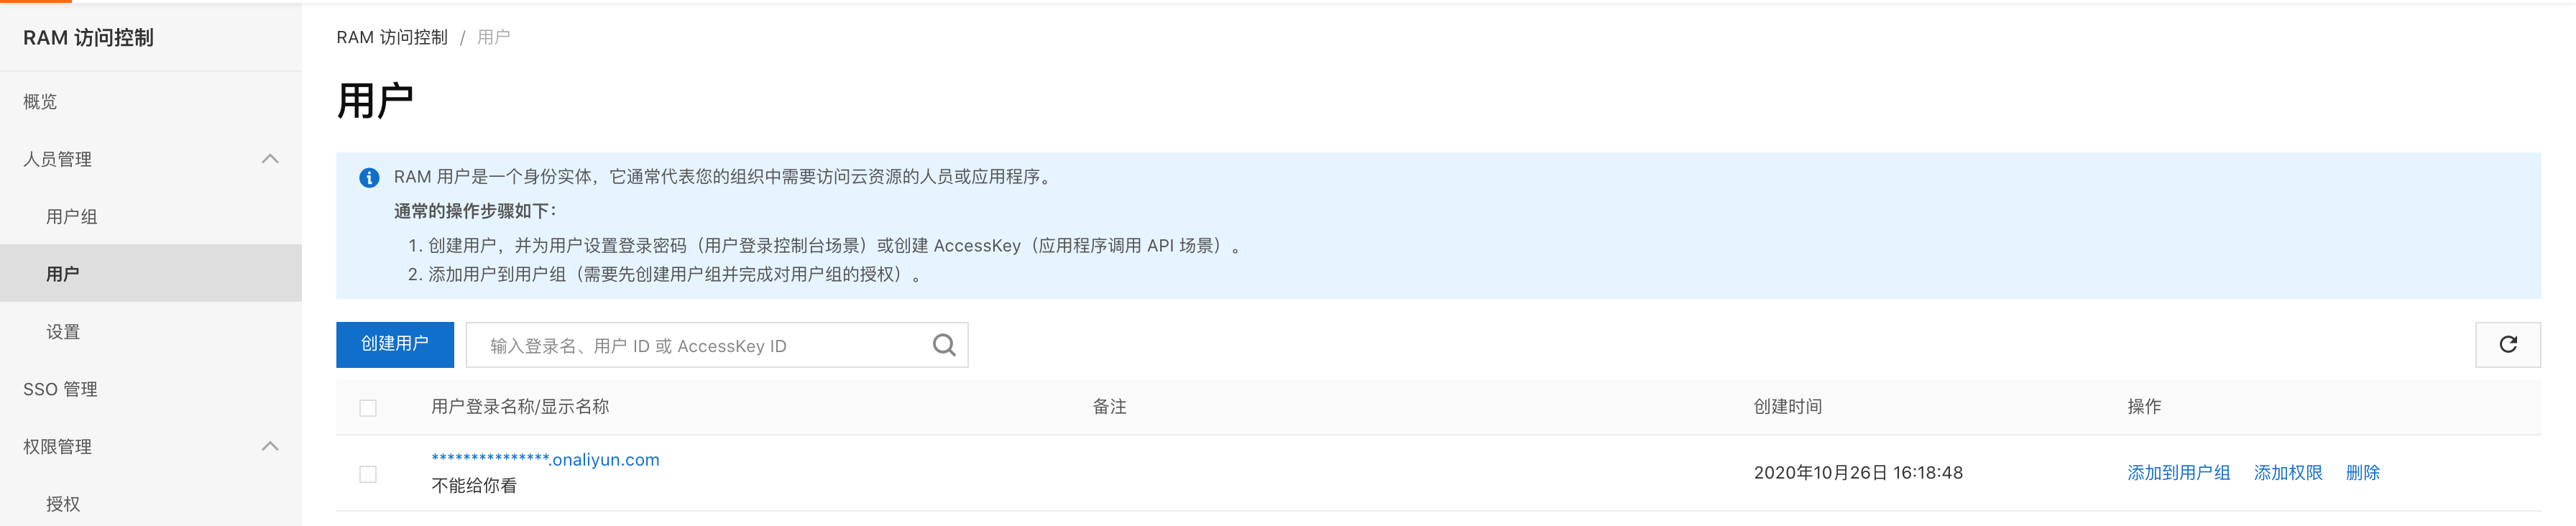 RAM 访问控制
概览
人员管理
用户组
用户
设置
SSO 管理
权限管理
授权
RAM 访问控制 / 用户
用户
RAM 用户是一个身份实体，它通常代表您的组织中需要访问云资源的人员或应用程序。
通常的操作步骤如下：
1. 创建用户，并为用户设置登录密码（用户登录控制台场景）或创建 AccessKey（应用程序调用 API 场景）。
2. 添加用户到用户组（需要先创建用户组并完成对用户组的授权）。
创建用户 输入登录名、用户 ID 或 AccessKey ID
用户登录名称/显示名称 备注 创建时间 操作
***************.onaliyun.com
不能给你看
2020年10月26日 16:18:48 添加到用户组 添加权限 删除